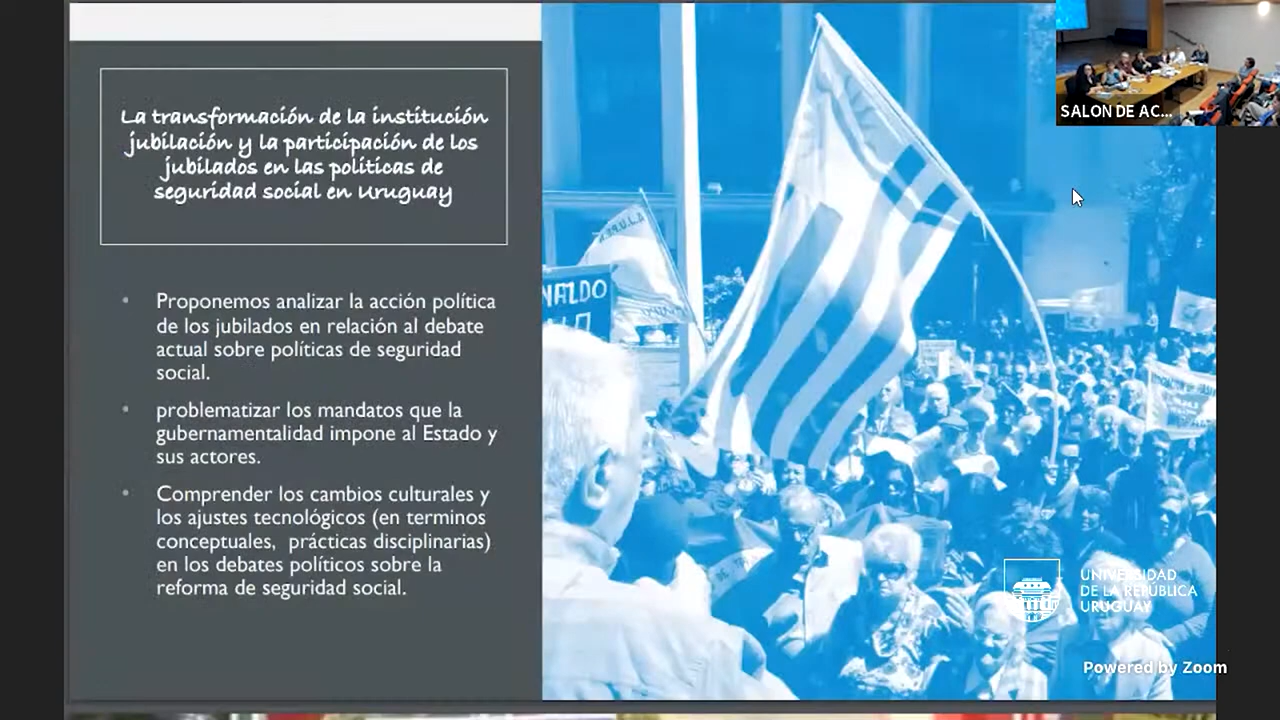 La transformación de la institución
jubilación y la participación de los
jubilados en las políticas de
seguridad social en Uruguay
• Proponemos analizar la acción política
de los jubilados en relación al debate
actual sobre políticas de seguridad
social.
• problematizar los mandatos que la
gubernamentalidad impone al Estado y
sus actores.
• Comprender los cambios culturales y
los ajustes tecnológicos (en terminos
conceptuales, prácticas disciplinarias)
en los debates políticos sobre la
reforma de seguridad social.
SALON DE AC...
UNIVERSIDAD
DE LA REPÚBLICA
URUGUAY
Powered by Zoom